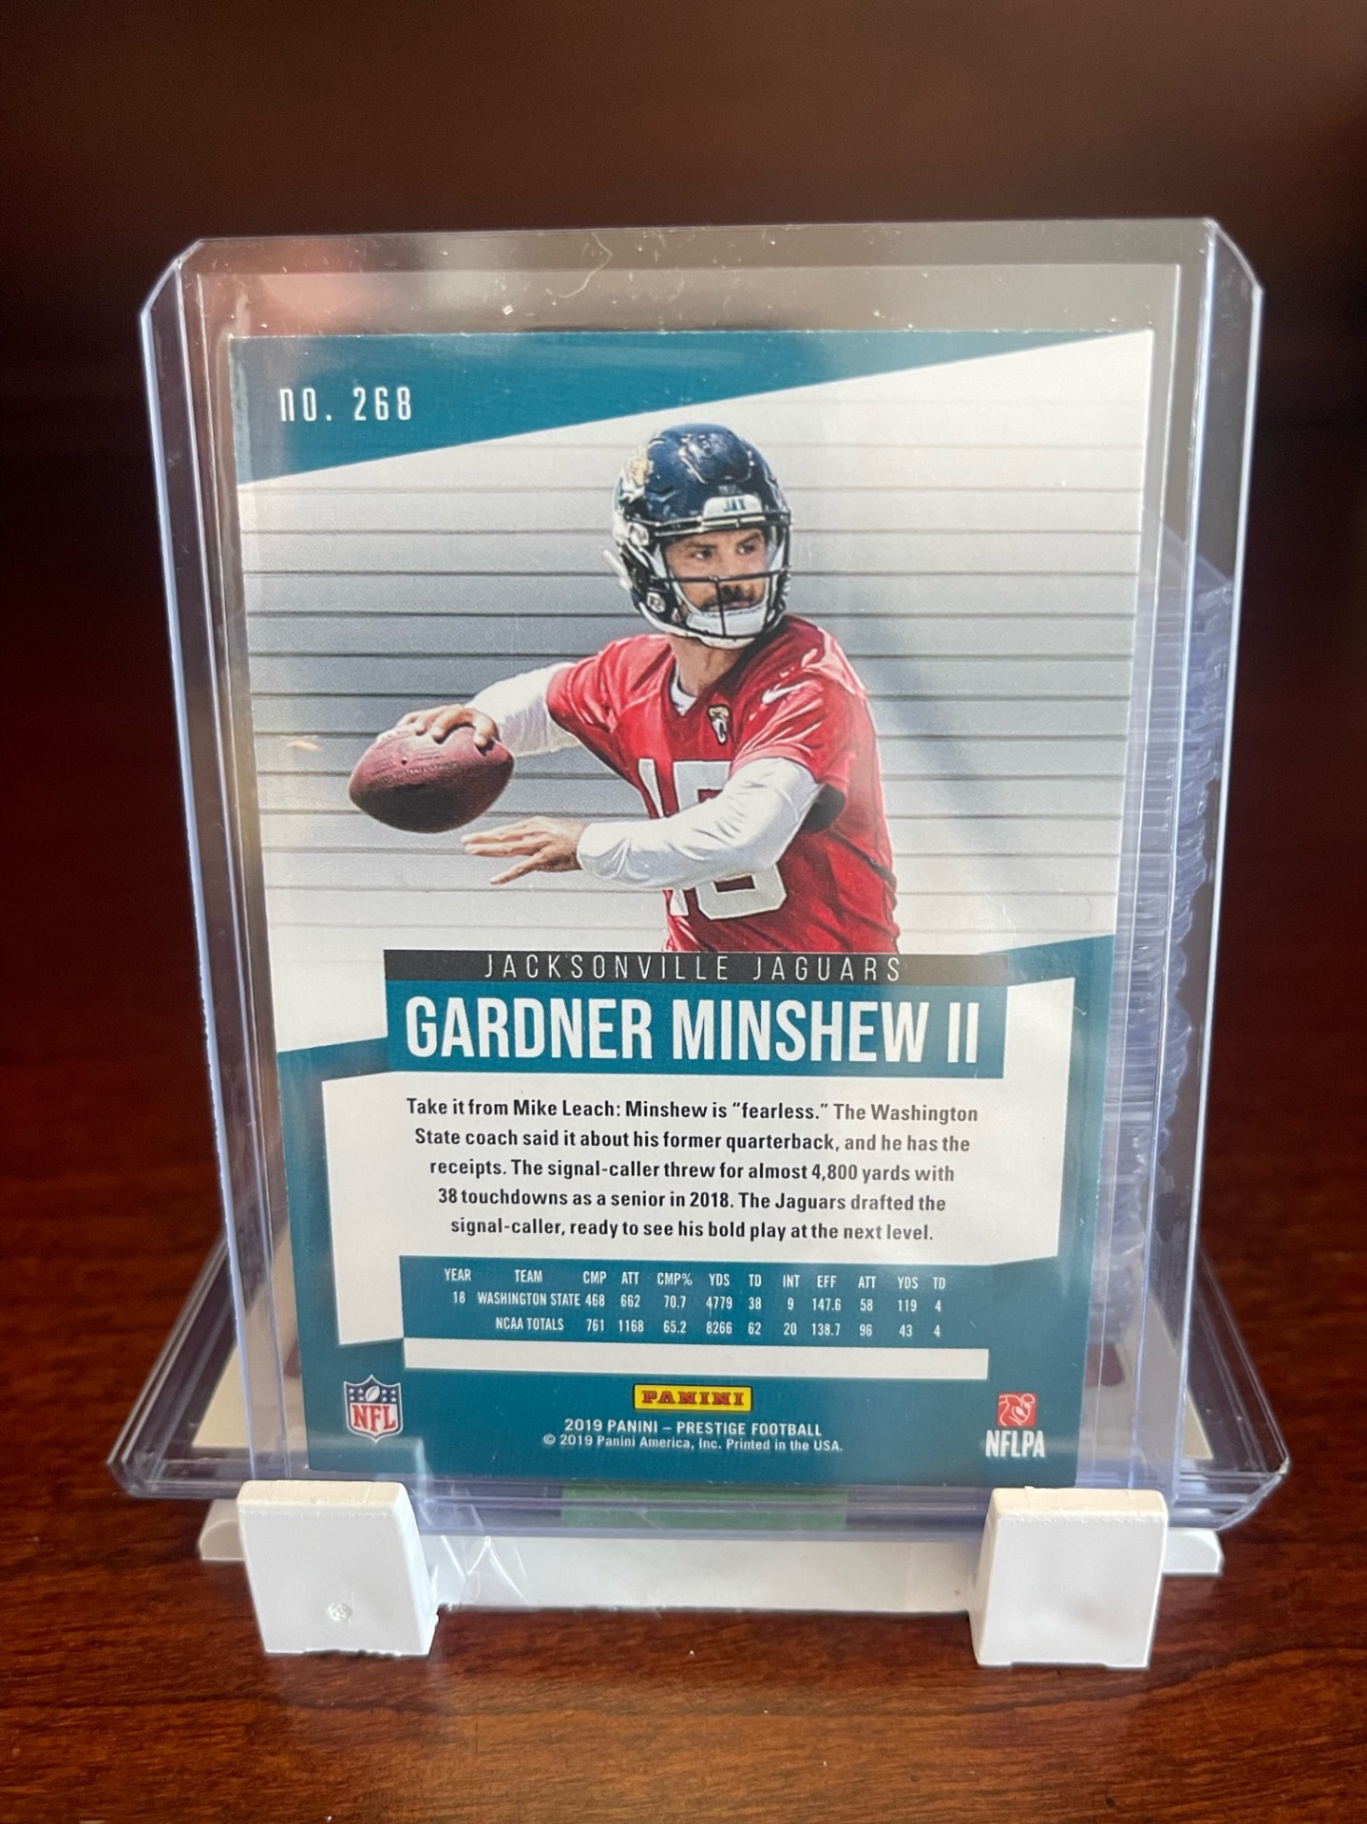 no. 268
JAX
15
JACKSONVILLE JAGUARS
GARDNER MINSHEW II
Take it from Mike Leach: Minshew is “fearless.” The Washington
State coach said it about his former quarterback, and he has the
receipts. The signal-caller threw for almost 4,800 yards with
38 touchdowns as a senior in 2018. The Jaguars drafted the
signal-caller, ready to see his bold play at the next level.
YEAR TEAM CMP ATT CMP% YDS TD INT EFF ATT YDS TD
18 WASHINGTON STATE 468 662 70.7 4779 38 9 147.6 58 119 4
NCAA TOTALS 761 1168 65.2 8266 62 20 138.7 96 43 4
NFL
PANINI
2019 PANINI – PRESTIGE FOOTBALL
© 2019 Panini America, Inc. Printed in the USA.
NFLPA